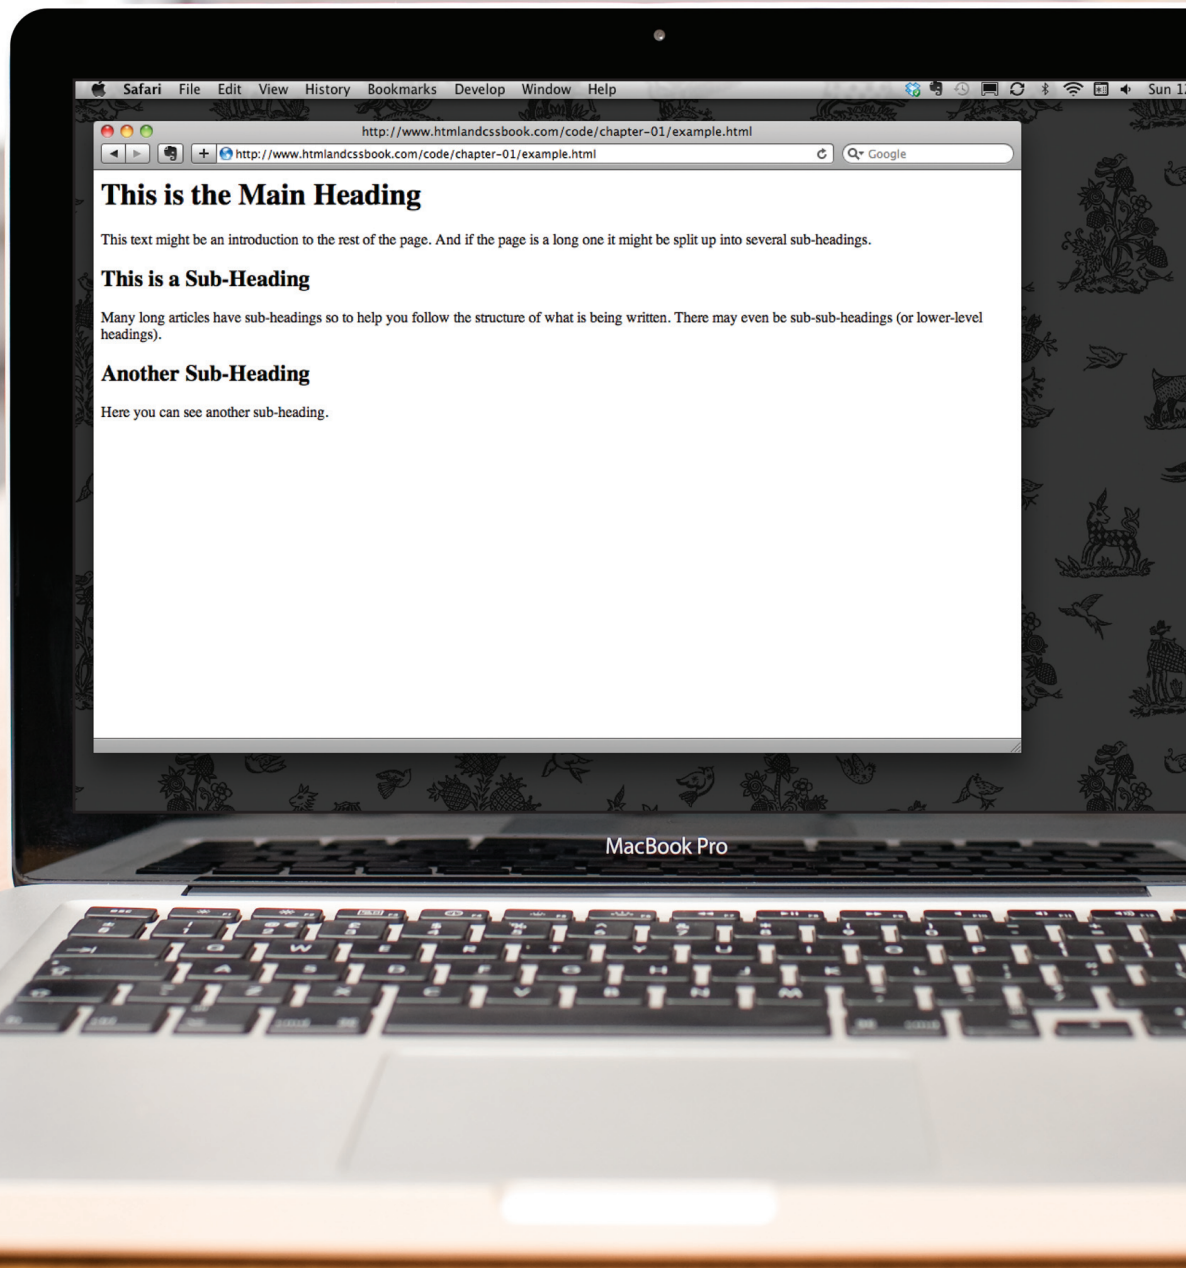 Safari File Edit View History Bookmarks Develop Window Help Sun
http://www.htmlandcssbook.com/code/chapter-01/example.html
http://www.htmlandcssbook.com/code/chapter-01/example.html Google
This is the Main Heading
This text might be an introduction to the rest of the page. And if the page is a long one it might be split up into several sub-headings.
This is a Sub-Heading
Many long articles have sub-headings so to help you follow the structure of what is being written. There may even be sub-sub-headings (or lower-level
headings).
Another Sub-Heading
Here you can see another sub-heading.
MacBook Pro
Q W E R T Y U I O P
A S D F G H J K L
Z X C V B N M